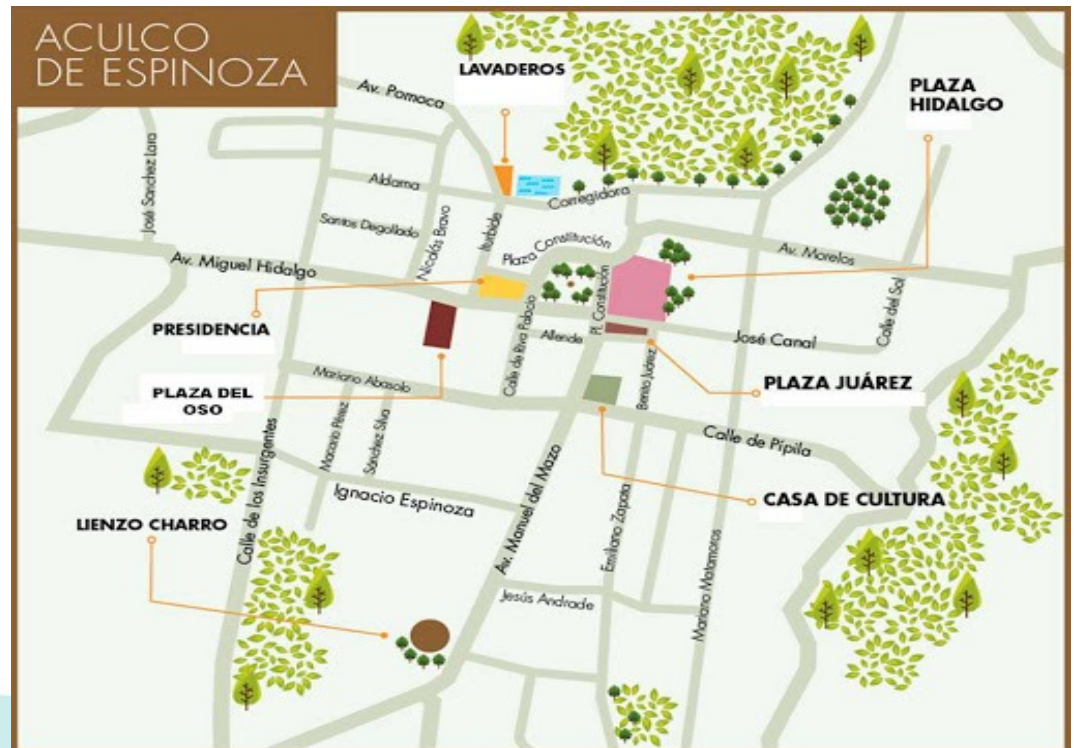 ACULCO
DE ESPINOZA
LAVADEROS
PLAZA
HIDALGO
Av. Pomoca
José Sanchez Lara
Aldama
Corregidora
Santos Degollado
Nicolás Bravo
Iturbide
Plaza Constitución
Av. Morelos
Av. Miguel Hidalgo
Pl. Constitución
Calle del Sol
PRESIDENCIA
Calle de Riva Palacio
Allende
José Canal
Benito Juárez
Mariano Abasolo
PLAZA JUÁREZ
PLAZA DEL
OSO
Macario Pérez
Sánchez Silva
Calle de Pípila
Calle de los Insurgentes
Ignacio Espinoza
Av. Manuel del Mazo
CASA DE CULTURA
LIENZO CHARRO
Emiliano Zapata
Mariano Matamoros
Jesús Andrade